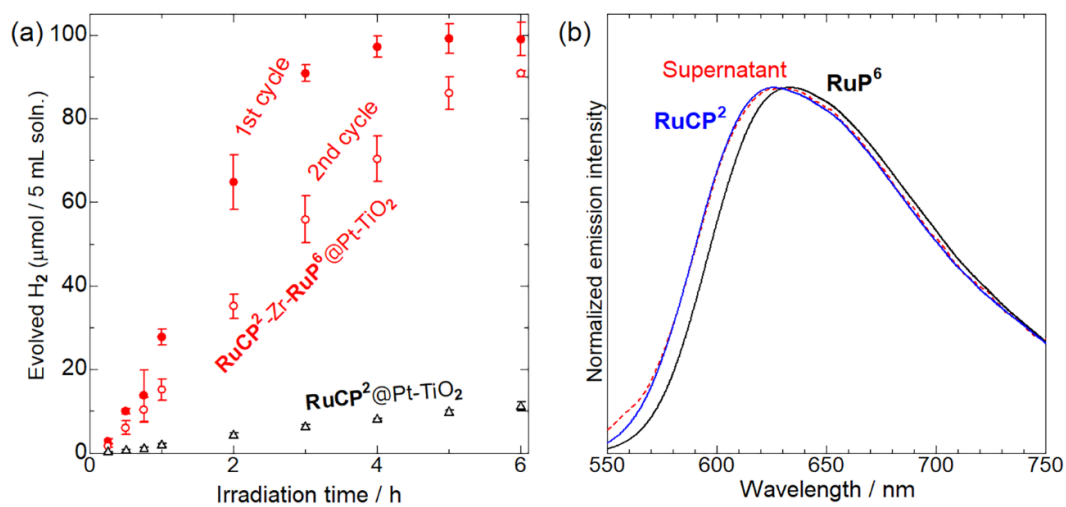 (a)
100
80
60
40
20
0
0
2
4
6
Evolved H₂ (μmol / 5 mL soln.)
Irradiation time / h
1st cycle
2nd cycle
RuCP²-Zr-RuP⁶@Pt-TiO₂
RuCP²@Pt-TiO₂
(b)
Supernatant
RuP⁶
RuCP²
Normalized emission intensity
550
600
650
700
750
Wavelength / nm